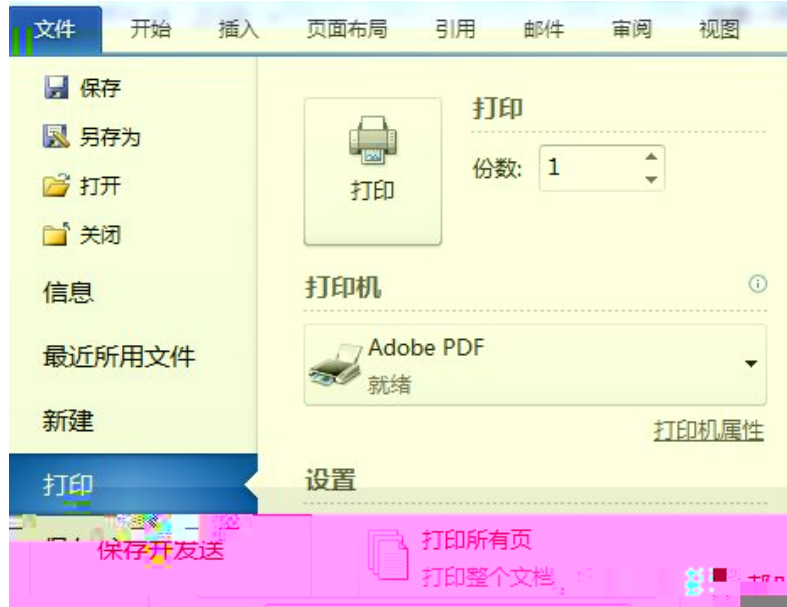 文件 开始 插入 页面布局 引用 邮件 审阅 视图
保存
另存为
打开
关闭
信息
最近所用文件
新建
打印
保存开发送
打印
打印
份数: 1
打印机
Adobe PDF
就绪
打印机属性
设置
打印所有页
打印整个文档